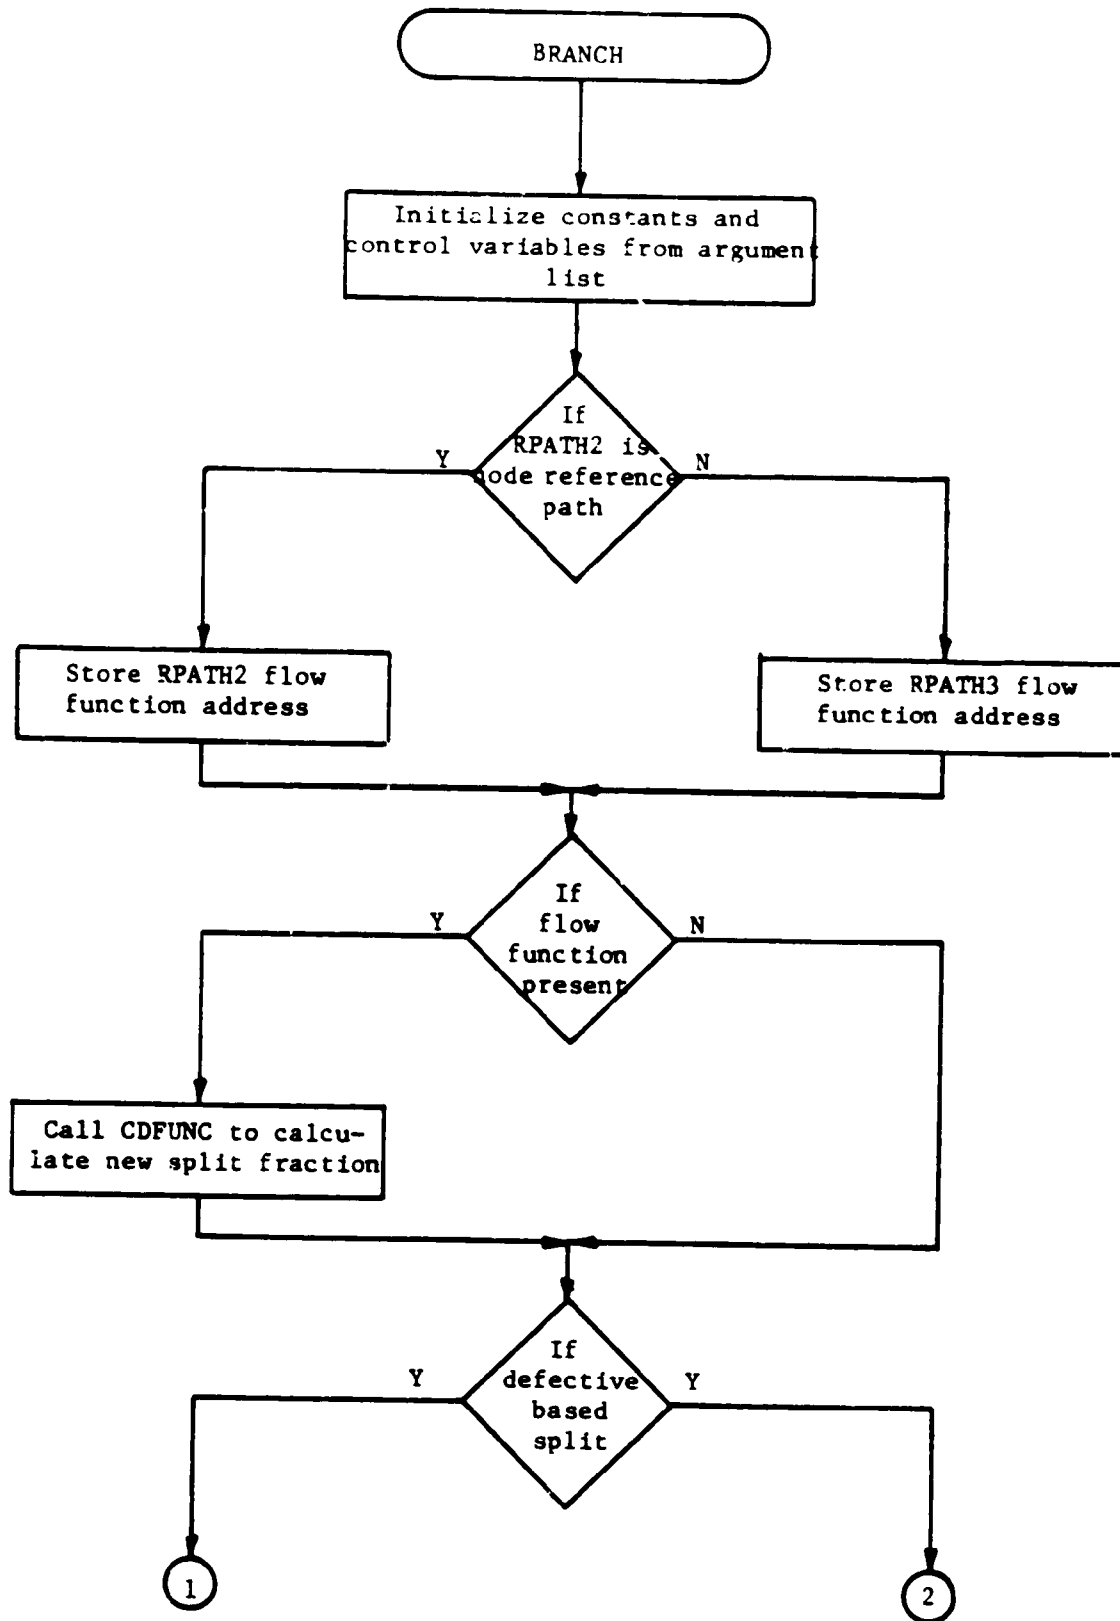 BRANCH
Initialize constants and
control variables from argument
list
If
RPATH2 is
node reference
path
Y
N
Store RPATH2 flow
function address
Store RPATH3 flow
function address
If
flow
function
present
Y
N
Call CDFUNC to calcu-
late new split fraction
If
defective
based
split
Y
Y
1
2